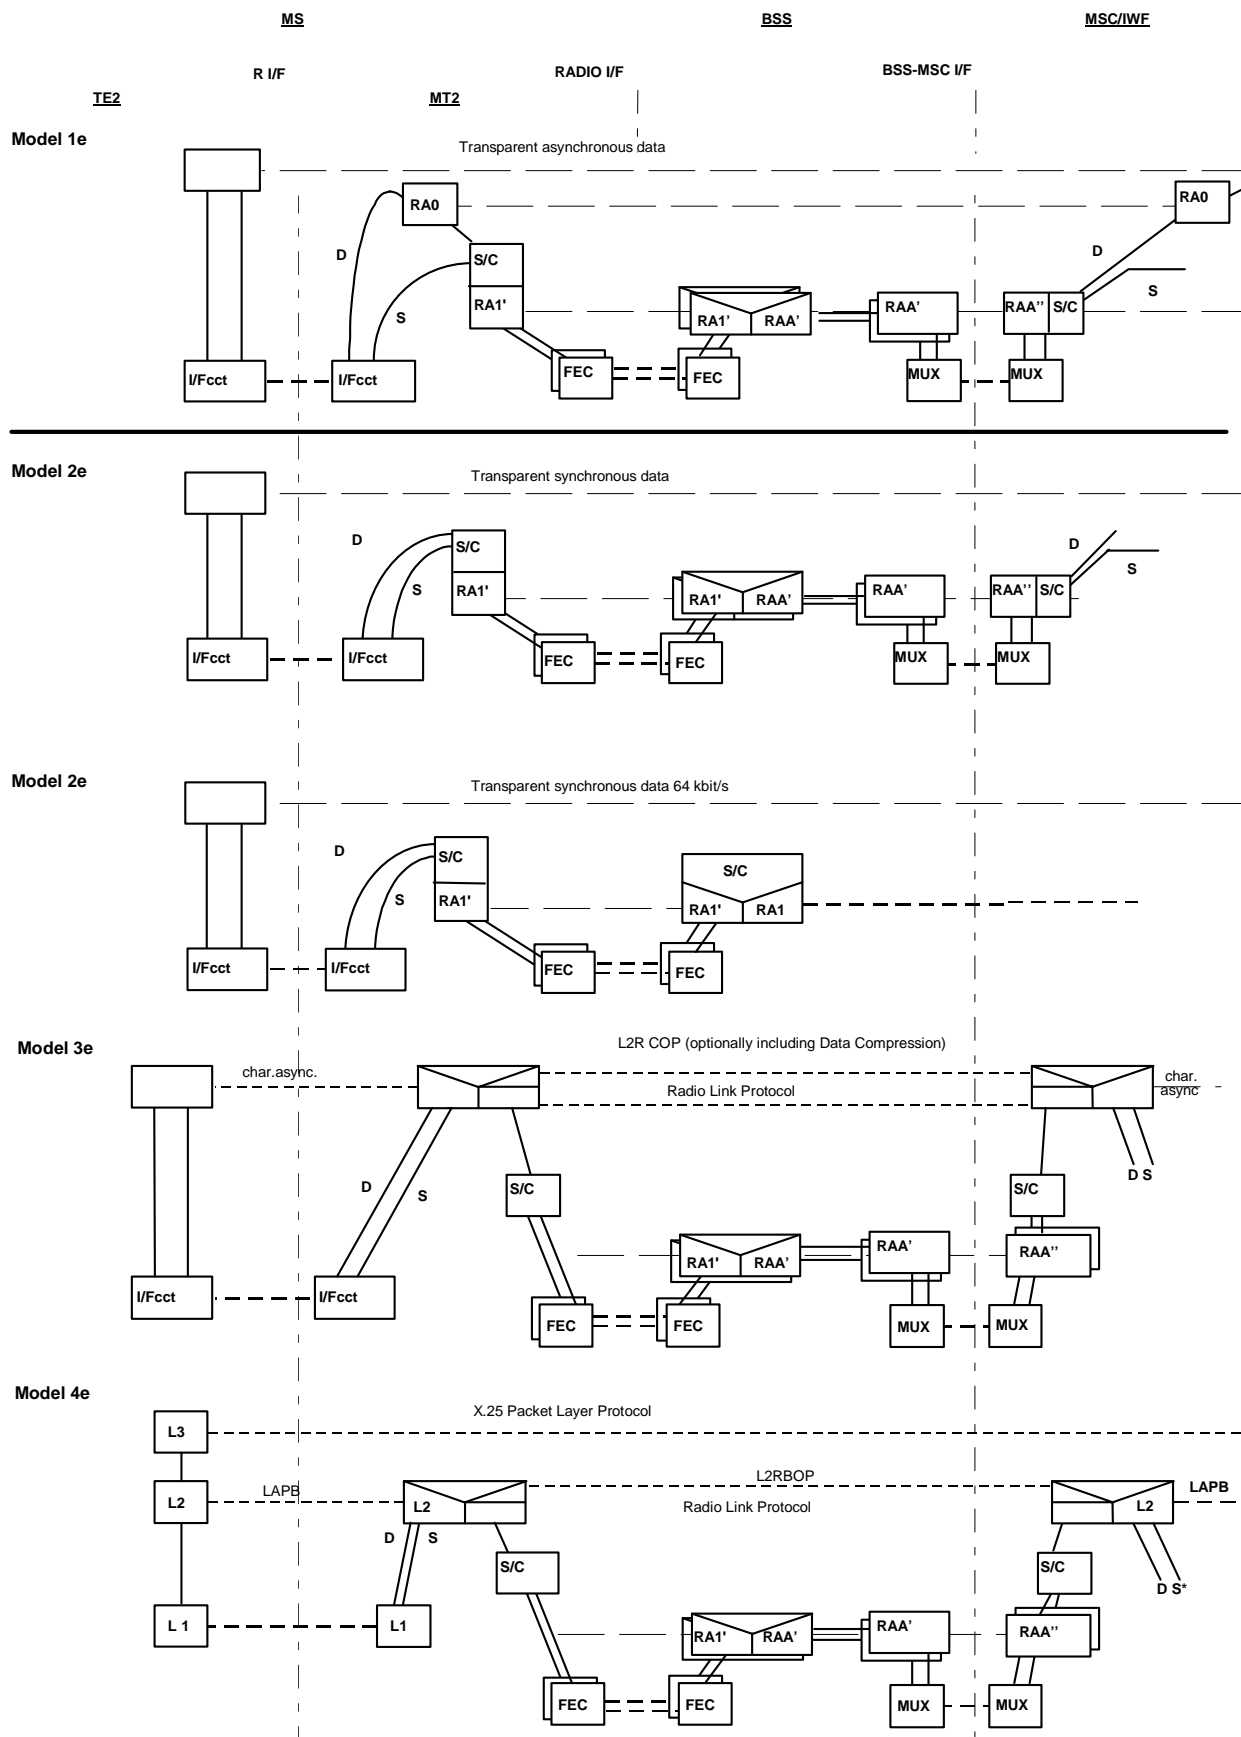 MS BSS MSC/IWF
R I/F RADIO I/F BSS-MSC I/F
TE2 MT2
Model 1e
Transparent asynchronous data
RA0 RA0
D S/C D
S RA1' RA1' RAA' RAA' RAA'' S/C S
I/Fcct I/Fcct FEC FEC MUX MUX
Model 2e
Transparent synchronous data
D S/C D
S RA1' RA1' RAA' RAA' RAA'' S/C S
I/Fcct I/Fcct FEC FEC MUX MUX
Model 2e
Transparent synchronous data 64 kbit/s
D S/C S/C
S RA1' RA1' RA1
I/Fcct I/Fcct FEC FEC
Model 3e
L2R COP (optionally including Data Compression)
char.async. Radio Link Protocol char.
async
D S S/C S/C D S
RA1' RAA' RAA' RAA''
I/Fcct I/Fcct FEC FEC MUX MUX
Model 4e
X.25 Packet Layer Protocol
L3
L2 LAPB L2 L2RBOP L2 LAPB
Radio Link Protocol
D S S/C S/C D S*
L 1 L1 RA1' RAA' RAA' RAA''
FEC FEC MUX MUX